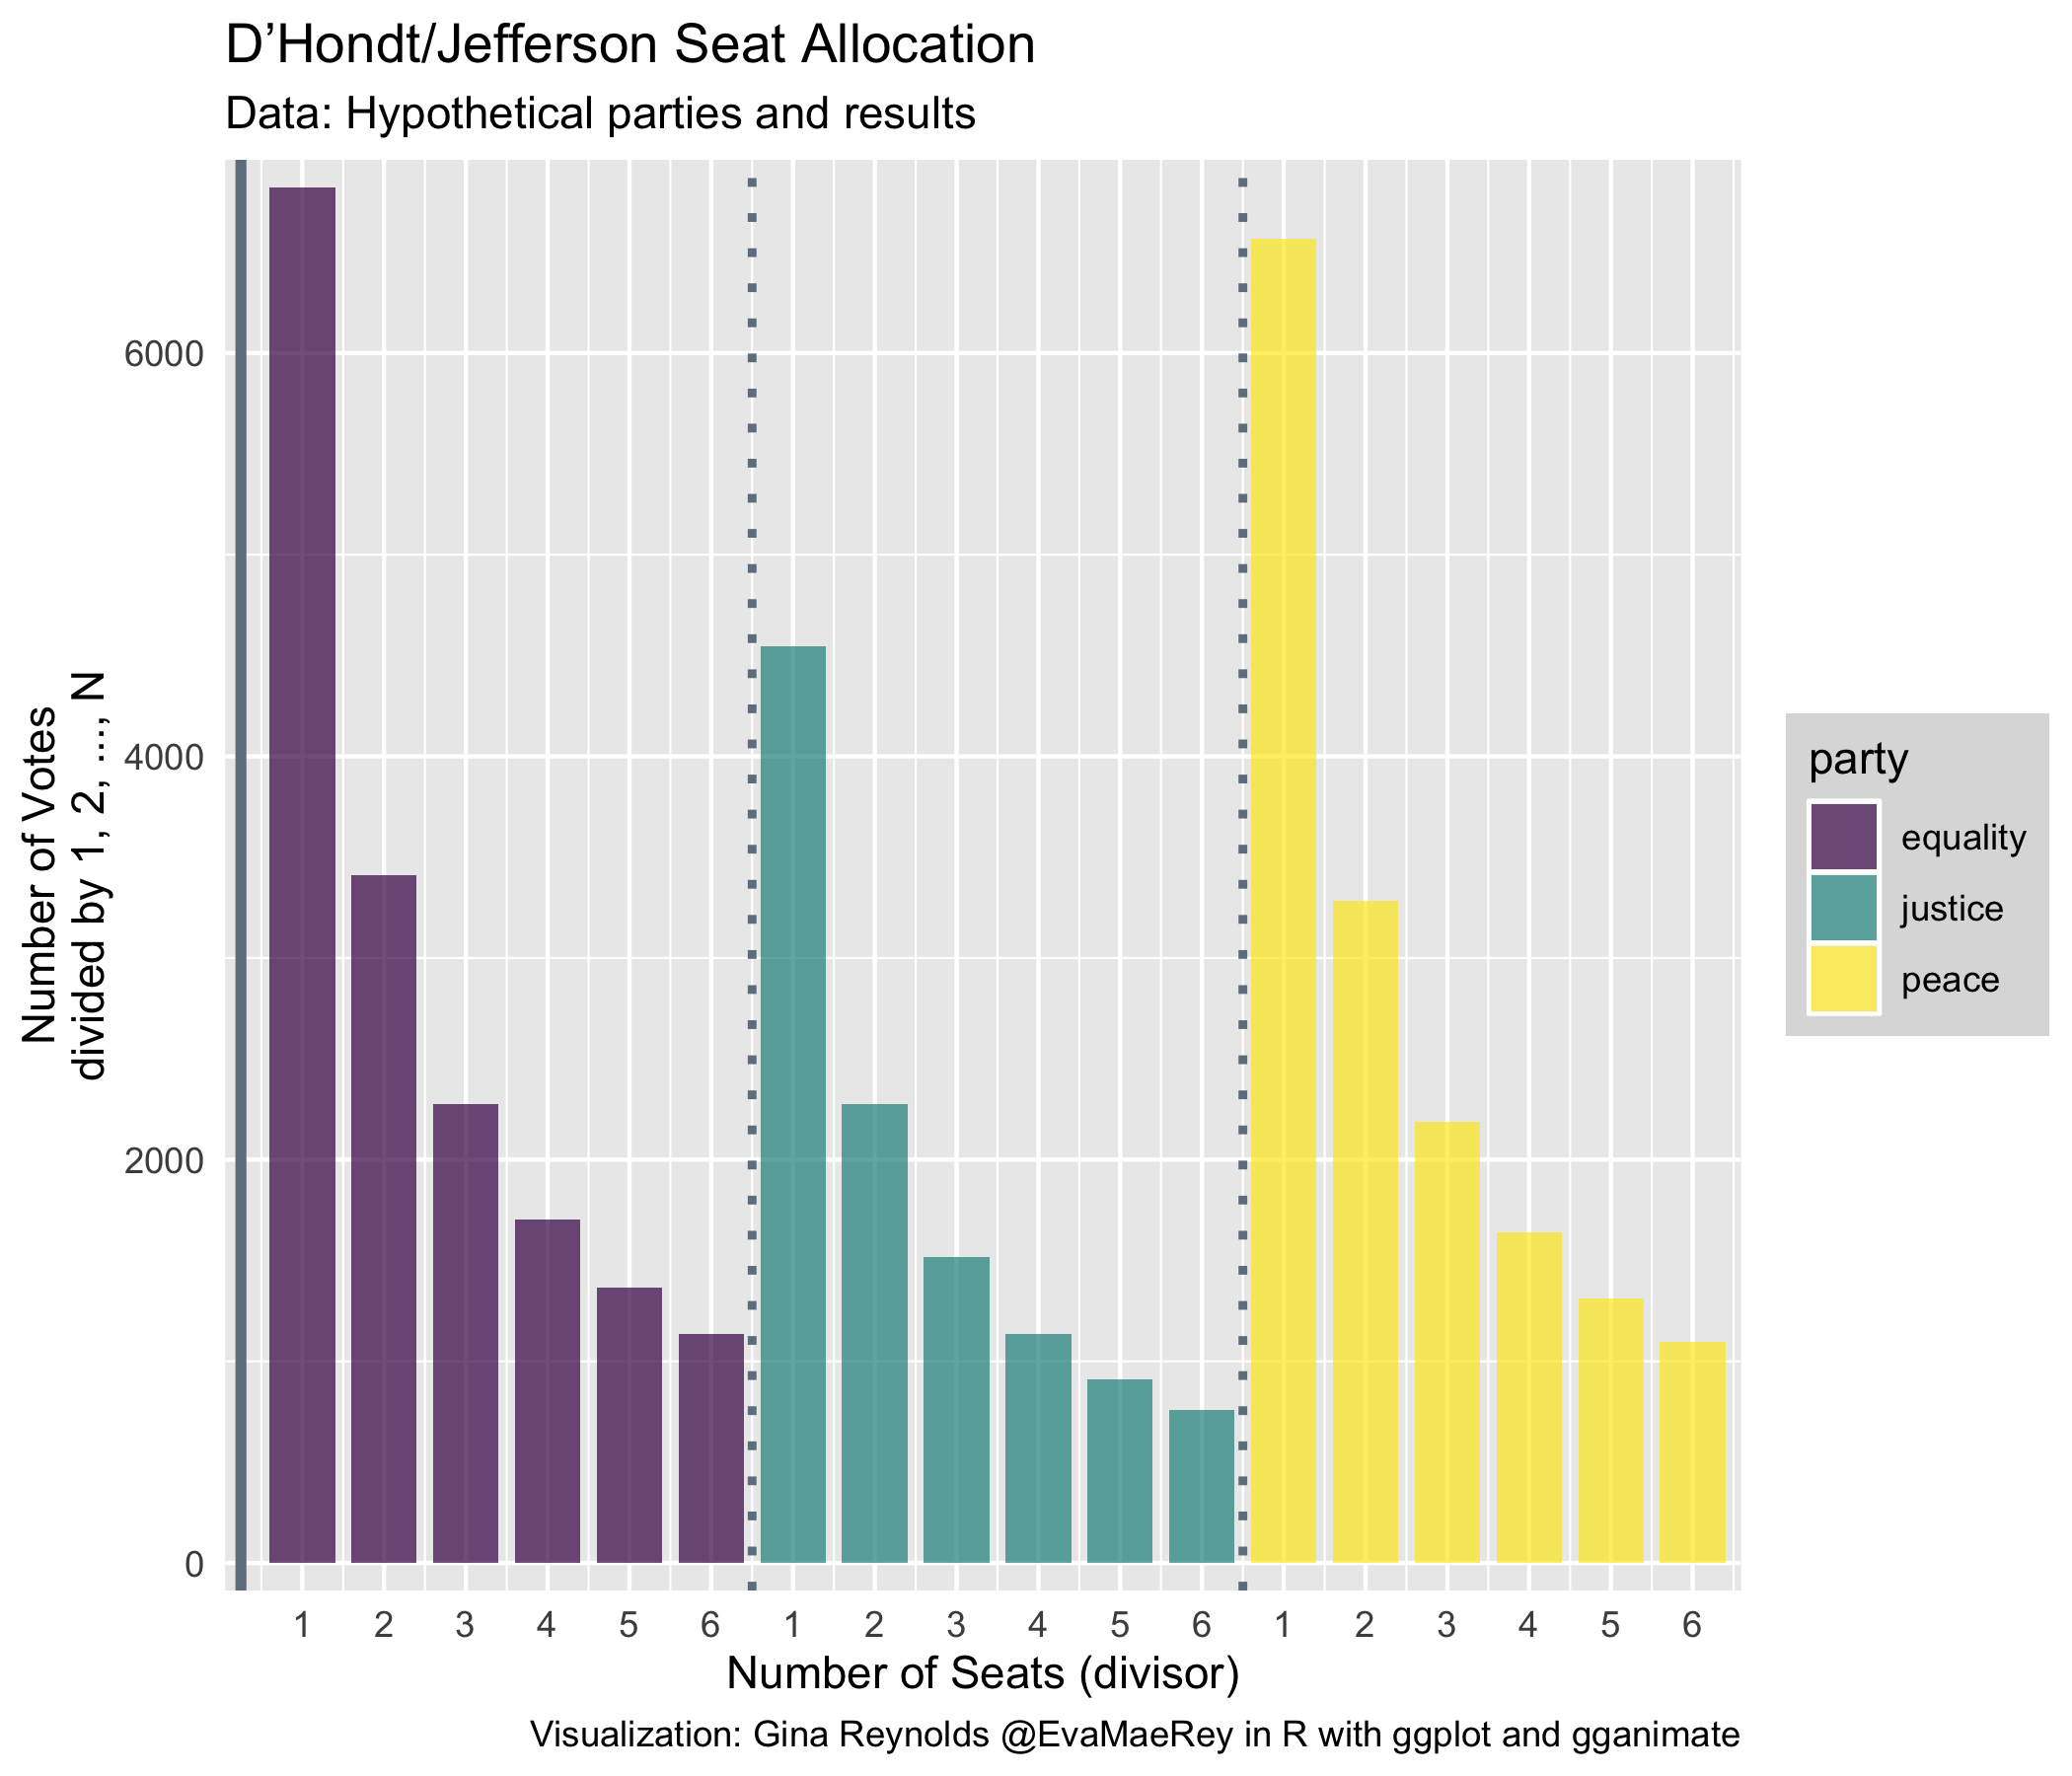 D’Hondt/Jefferson Seat Allocation
Data: Hypothetical parties and results
Number of Votes
divided by 1, 2, ..., N
6000
4000
2000
0
1 2 3 4 5 6 1 2 3 4 5 6 1 2 3 4 5 6
Number of Seats (divisor)
party
equality
justice
peace
Visualization: Gina Reynolds @EvaMaeRey in R with ggplot and gganimate